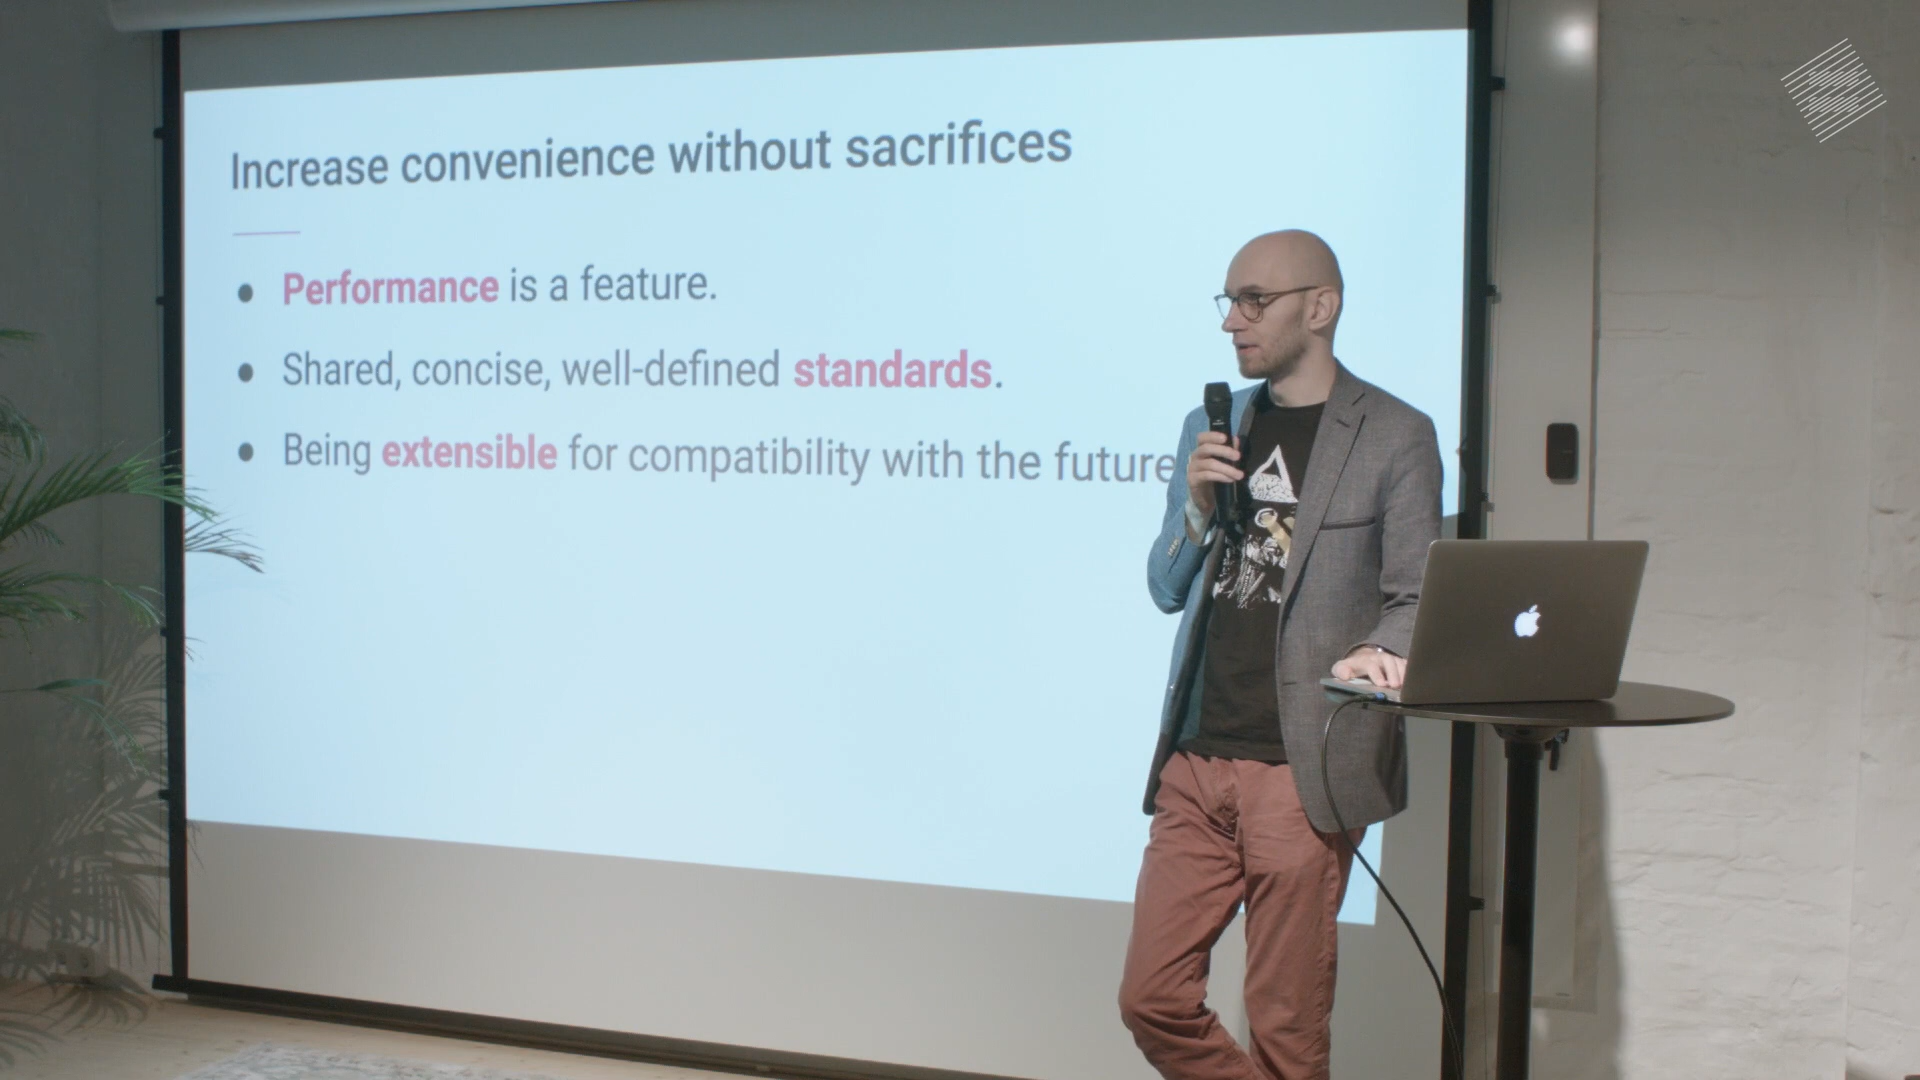 Increase convenience without sacrifices
Performance is a feature.
Shared, concise, well-defined standards.
Being extensible for compatibility with the future